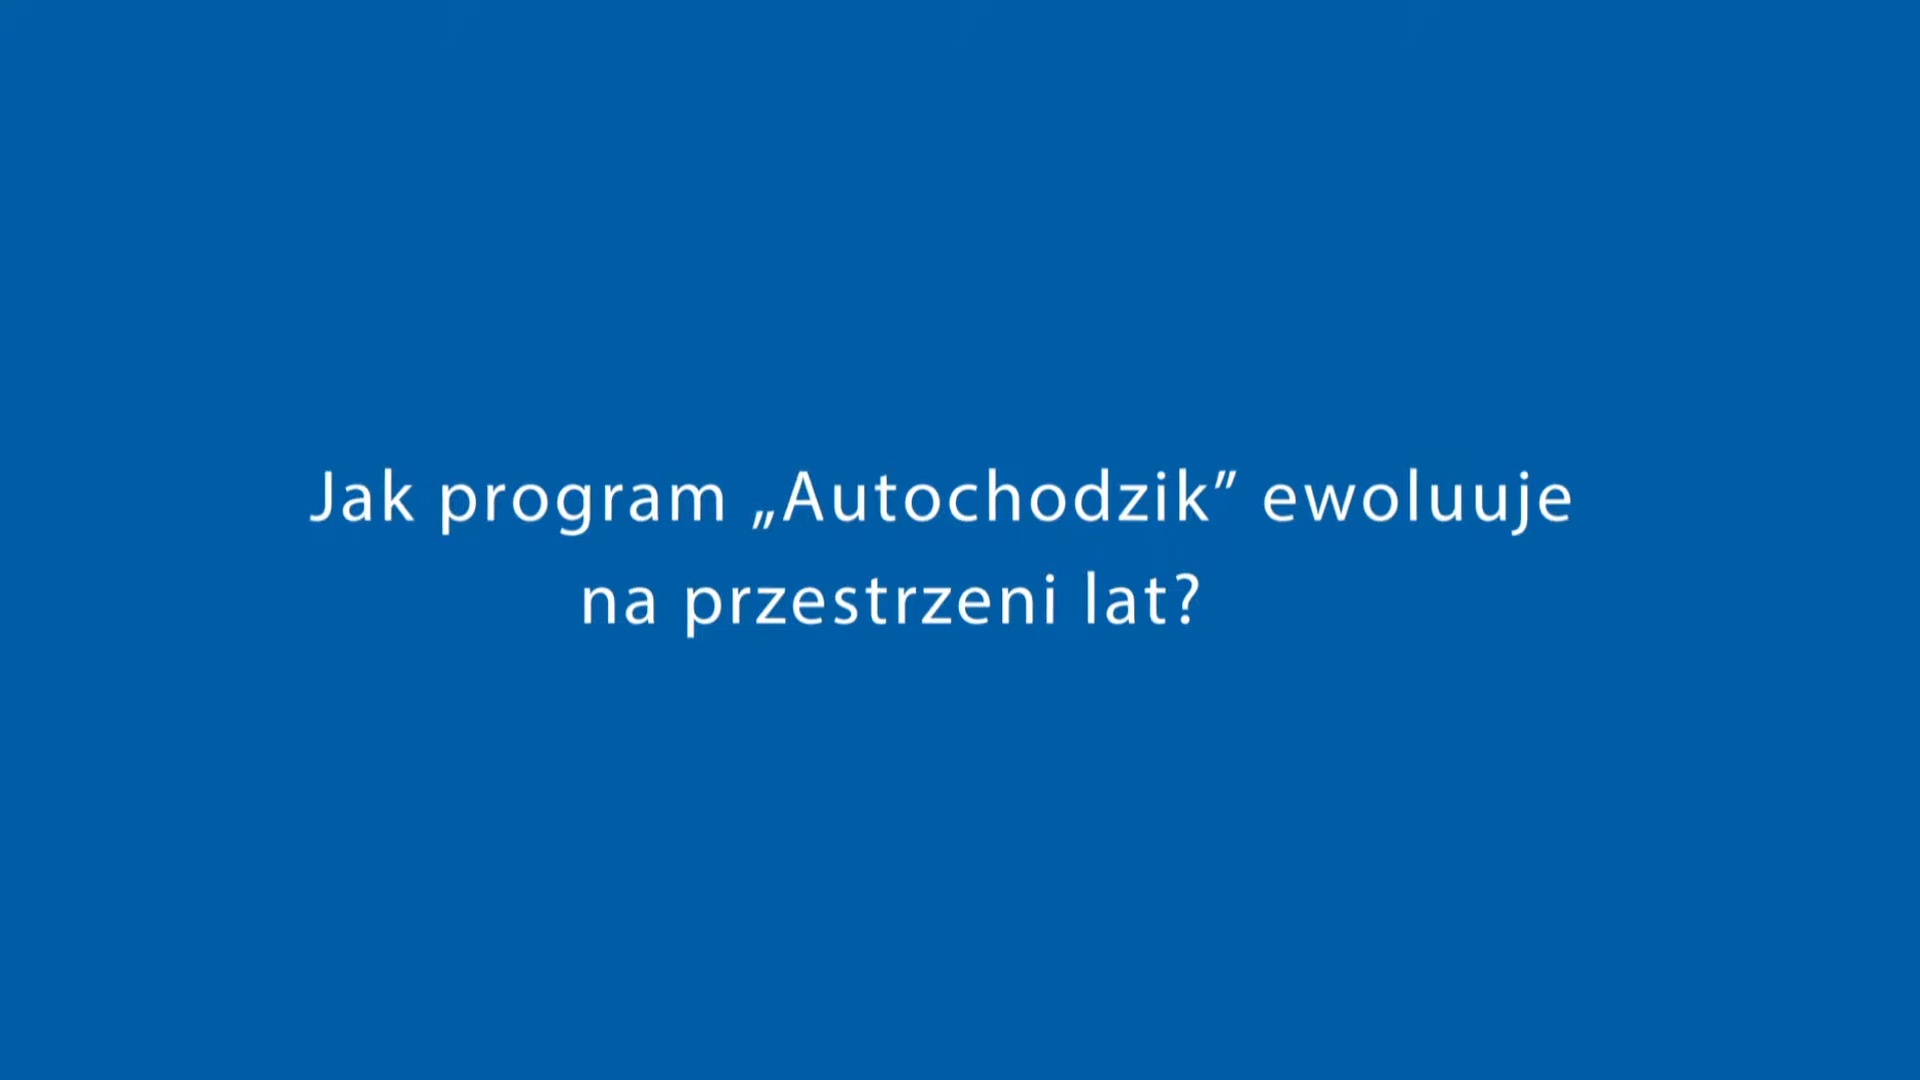 Jak program „Autochodzik” ewoluuje
na przestrzeni lat?